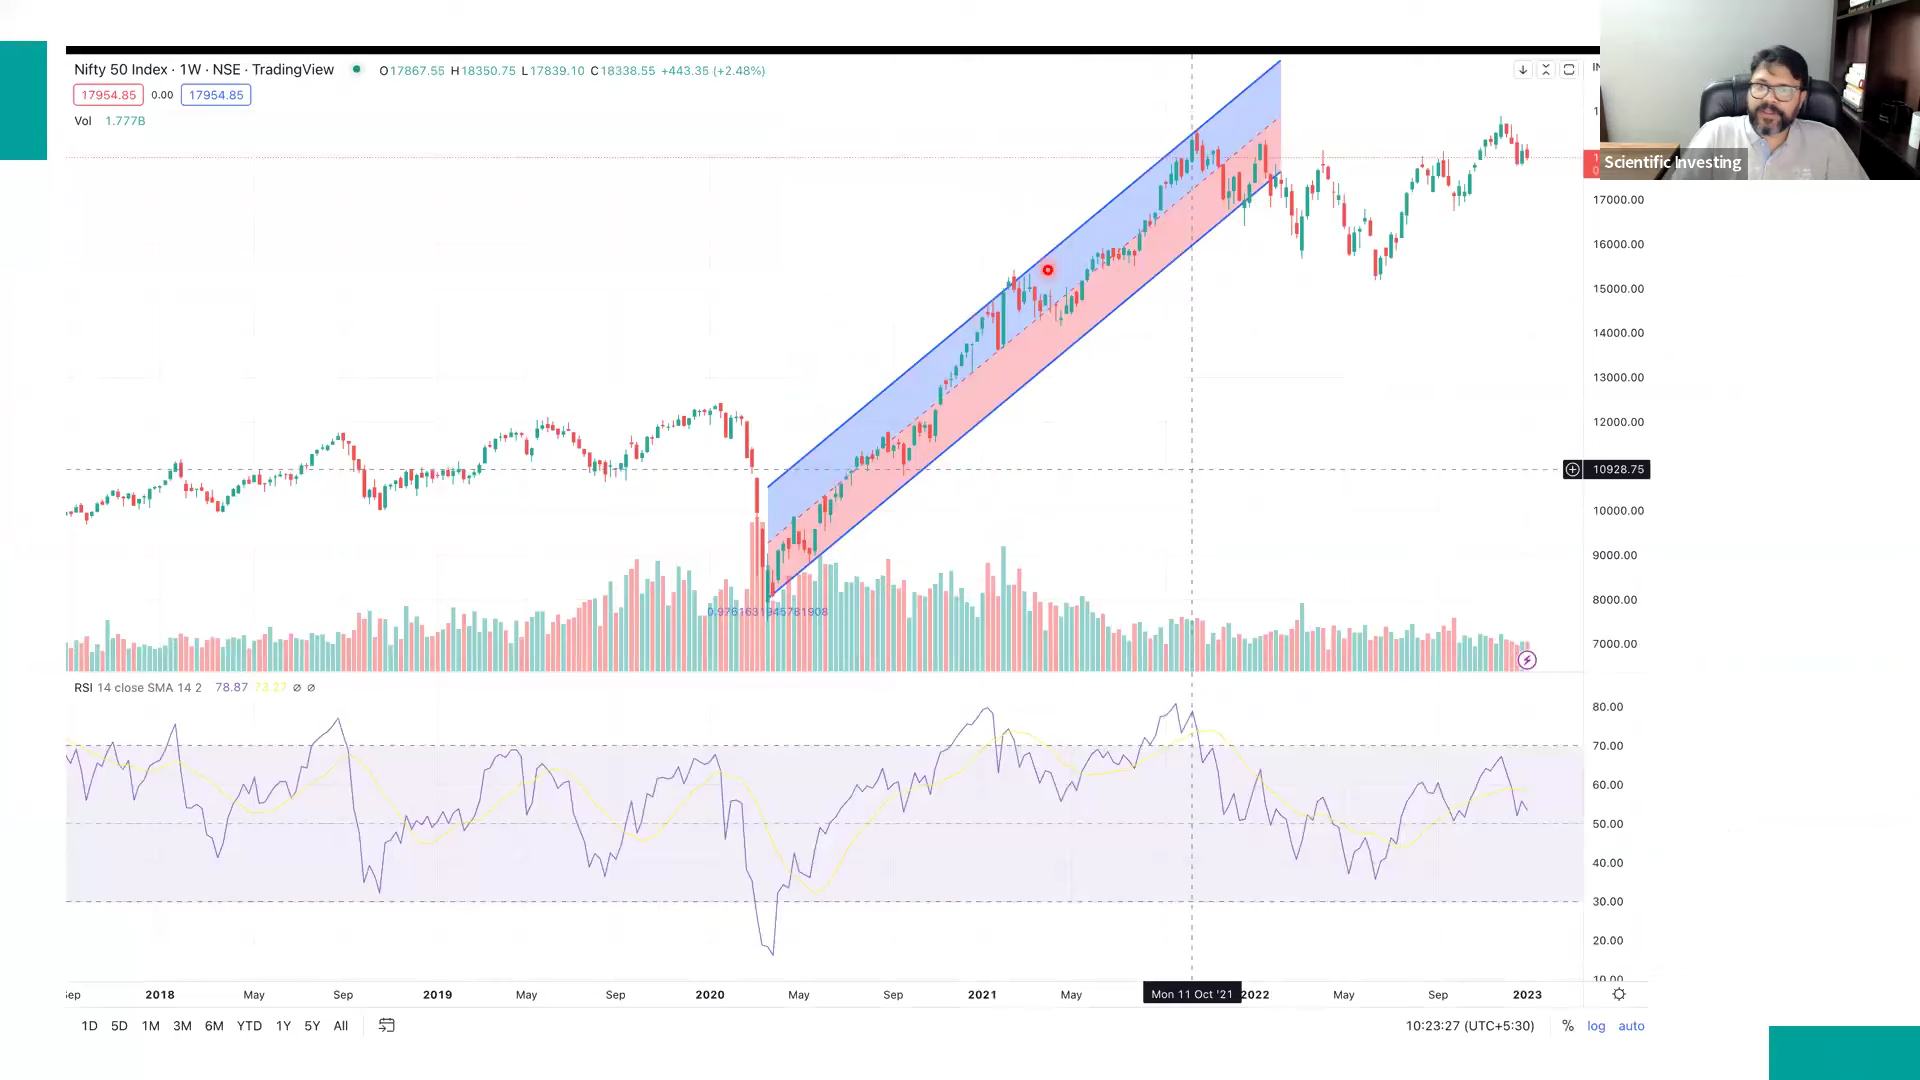 Nifty 50 Index · 1W · NSE · TradingView
O17867.55 H18350.75 L17839.10 C18338.55 +443.35 (+2.48%)
17954.85 0.00 17954.85
Vol 1.777B
Scientific Investing
17000.00
16000.00
15000.00
14000.00
13000.00
12000.00
10928.75
10000.00
9000.00
8000.00
0.9761631945781908
7000.00
RSI 14 close SMA 14 2 78.87 73.27 ∅ ∅
80.00
70.00
60.00
50.00
40.00
30.00
20.00
10.00
Sep 2018 May Sep 2019 May Sep 2020 May Sep 2021 May Mon 11 Oct '21 2022 May Sep 2023
1D 5D 1M 3M 6M YTD 1Y 5Y All
10:23:27 (UTC+5:30) % log auto